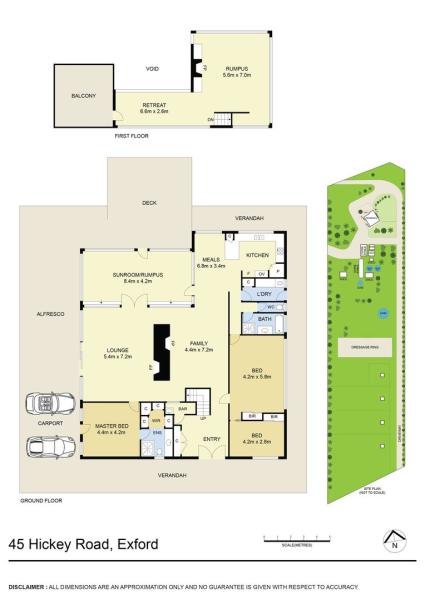 VOID
RUMPUS
5.6m x 7.0m
FP
BALCONY
RETREAT
6.6m x 2.6m
DN
FIRST FLOOR
DECK
VERANDAH
MEALS
6.8m x 3.4m
C
KITCHEN
F
OV
P
SUNROOM/RUMPUS
8.4m x 4.2m
C
L'DRY
WC
BATH
ALFRESCO
LOUNGE
5.4m x 7.2m
FP
FP
FAMILY
4.4m x 7.2m
BED
4.2m x 5.8m
CARPORT
MASTER BED
4.4m x 4.2m
C
C
C
C
WIR
ENS
BAR
UP
C
ENTRY
BIR
BIR
BED
4.2m x 2.8m
VERANDAH
GROUND FLOOR
DRESSAGE RING
SITE PLAN
(NOT TO SCALE)
45 Hickey Road, Exford
SCALE(METRES)
N
DISCLAIMER : ALL DIMENSIONS ARE AN APPROXIMATION ONLY AND NO GUARANTEE IS GIVEN WITH RESPECT TO ACCURACY